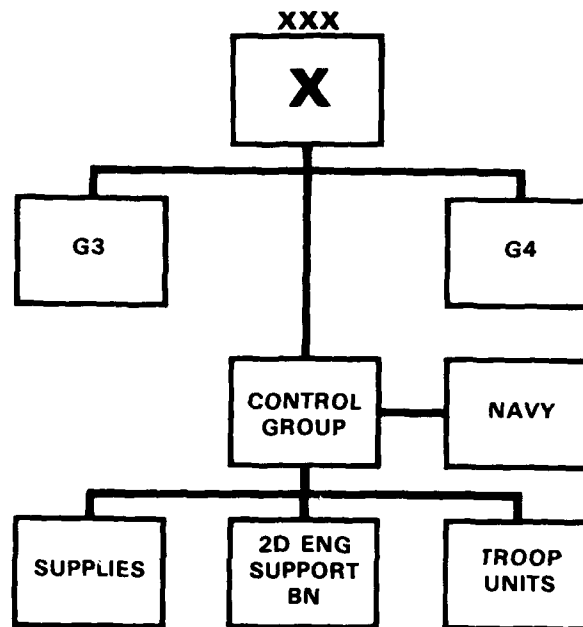 XXX
X
G3
G4
CONTROL
GROUP
NAVY
SUPPLIES
2D ENG
SUPPORT
BN
TROOP
UNITS